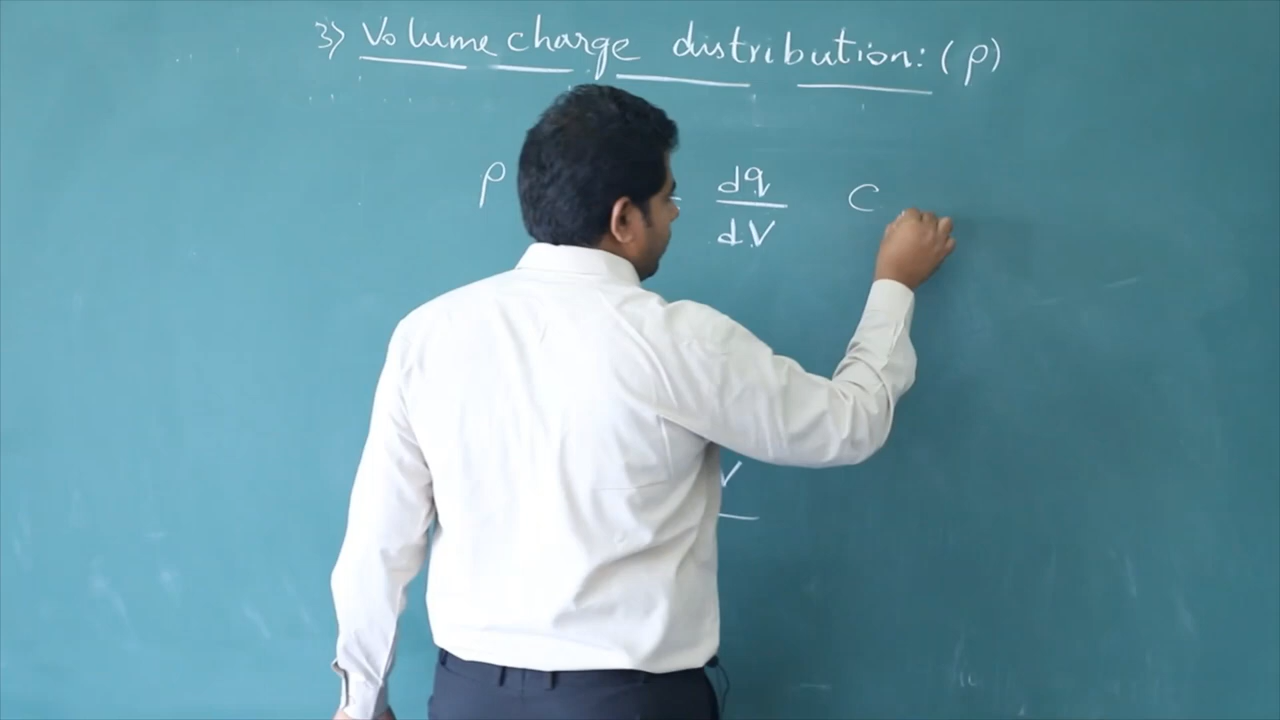 3) Volume charge distribution: (ρ)
ρ = dq/dV C
V